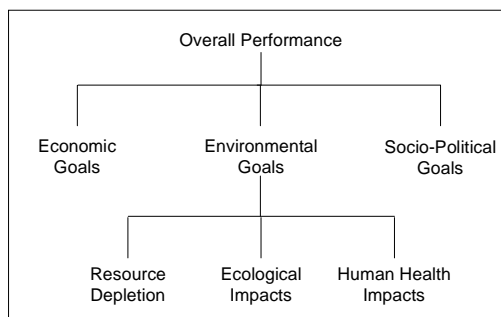 Overall Performance
Economic
Goals
Environmental
Goals
Socio-Political
Goals
Resource
Depletion
Ecological
Impacts
Human Health
Impacts